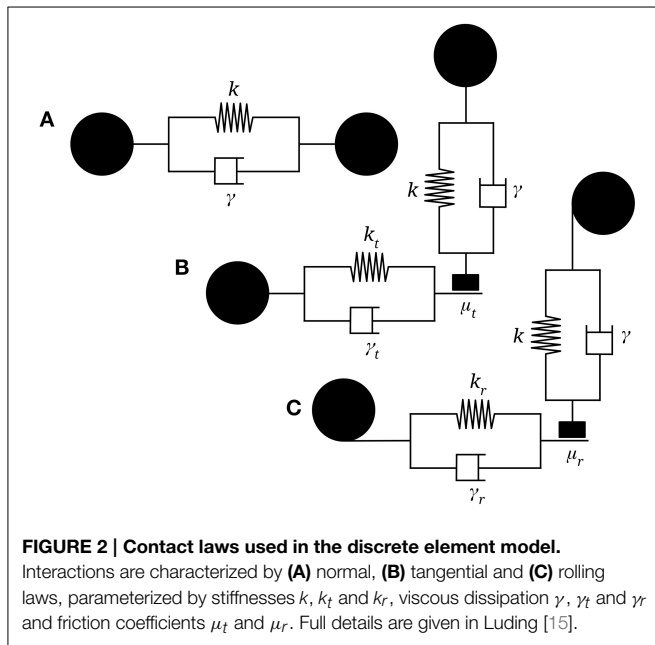 A
k
γ
k
γ
B
k_t
γ_t
μ_t
k
γ
C
k_r
γ_r
μ_r
FIGURE 2 | Contact laws used in the discrete element model.
Interactions are characterized by (A) normal, (B) tangential and (C) rolling
laws, parameterized by stiffnesses k, k_t and k_r, viscous dissipation γ, γ_t and γ_r
and friction coefficients μ_t and μ_r. Full details are given in Luding [15].